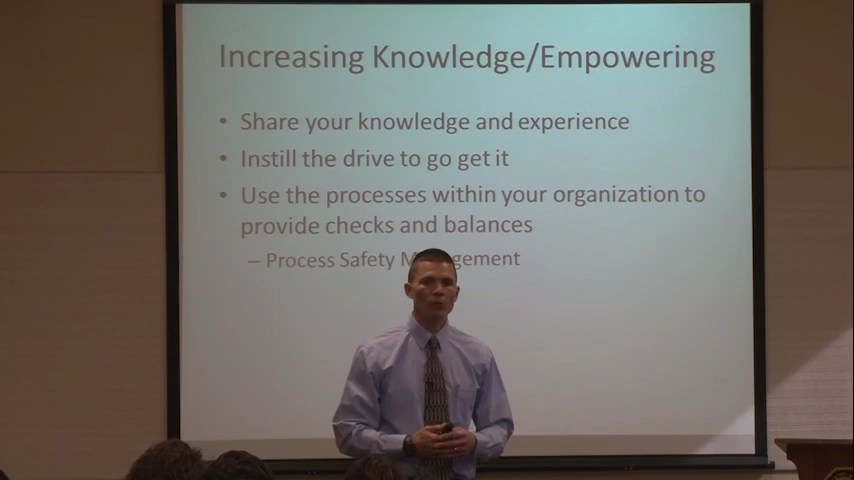 Increasing Knowledge/Empowering
• Share your knowledge and experience
• Instill the drive to go get it
• Use the processes within your organization to
provide checks and balances
– Process Safety M gement